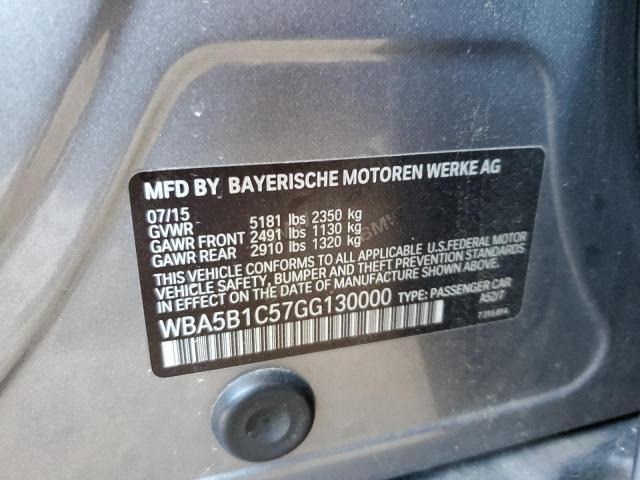 MFD BY BAYERISCHE MOTOREN WERKE AG
07/15
GVWR 5181 lbs 2350 kg
GAWR FRONT 2491 lbs 1130 kg
GAWR REAR 2910 lbs 1320 kg
THIS VEHICLE CONFORMS TO ALL APPLICABLE U.S.FEDERAL MOTOR
VEHICLE SAFETY, BUMPER AND THEFT PREVENTION STANDARDS
IN EFFECT ON THE DATE OF MANUFACTURE SHOWN ABOVE.
WBA5B1C57GG130000 TYPE: PASSENGER CAR
A52/7